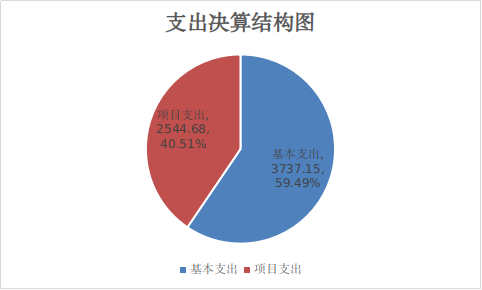 支出决算结构图
项目支出,
2544.68,
40.51%
基本支出,
3737.15,
59.49%
基本支出 项目支出